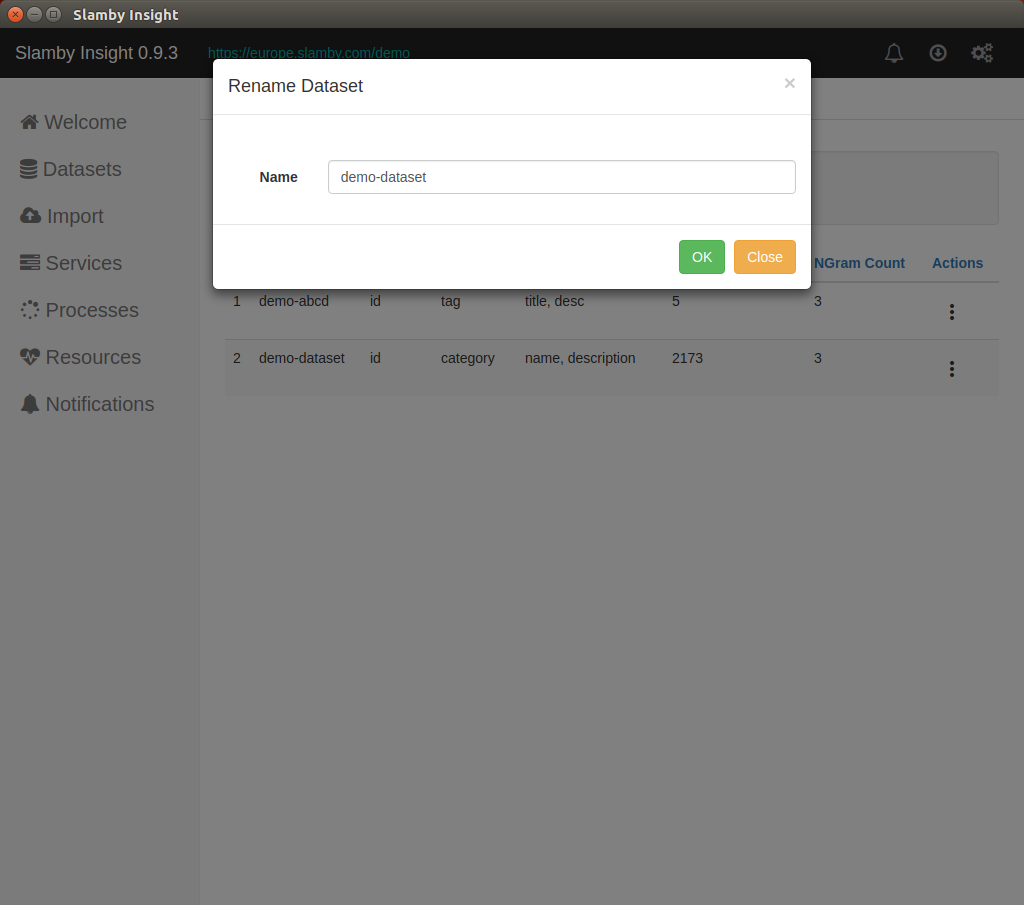 Slamby Insight
Slamby Insight 0.9.3 https://europe.slamby.com/demo
Rename Dataset ×
Name demo-dataset
OK Close
Welcome
Datasets
Import
Services
Processes
Resources
Notifications
NGram Count Actions
1 demo-abcd id tag title, desc 5 3
2 demo-dataset id category name, description 2173 3